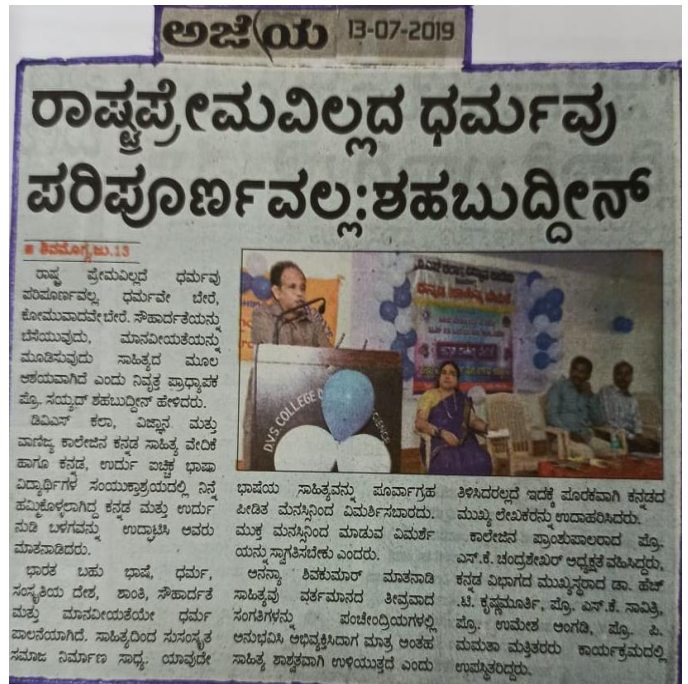 ಅಜೇಯ 13-07-2019
ರಾಷ್ಟ್ರಪ್ರೇಮವಿಲ್ಲದ ಧರ್ಮವು
ಪರಿಪೂರ್ಣವಲ್ಲ:ಶಹಬುದ್ದೀನ್
ಶಿವಮೊಗ್ಗ,ಜು.13
ರಾಷ್ಟ್ರ ಪ್ರೇಮವಿಲ್ಲದೆ ಧರ್ಮವು
ಪರಿಪೂರ್ಣವಲ್ಲ. ಧರ್ಮವೇ ಬೇರೆ,
ಕೋಮುವಾದವೇ ಬೇರೆ. ಸೌಹಾರ್ದತೆಯನ್ನು
ಬೆಸೆಯುವುದು, ಮಾನವೀಯತೆಯನ್ನು
ಮೂಡಿಸುವುದು ಸಾಹಿತ್ಯದ ಮೂಲ
ಆಶಯವಾಗಿದೆ ಎಂದು ನಿವೃತ್ತ ಪ್ರಾಧ್ಯಾಪಕ
ಪ್ರೊ. ಸಯ್ಯದ್ ಶಹಬುದ್ದೀನ್ ಹೇಳಿದರು.
ಡಿವಿಎಸ್ ಕಲಾ, ವಿಜ್ಞಾನ ಮತ್ತು
ವಾಣಿಜ್ಯ ಕಾಲೇಜಿನ ಕನ್ನಡ ಸಾಹಿತ್ಯ ವೇದಿಕೆ
ಹಾಗೂ ಕನ್ನಡ, ಉರ್ದು ಐಚ್ಛಿಕ ಭಾಷಾ
ವಿದ್ಯಾರ್ಥಿಗಳ ಸಂಯುಕ್ತಾಶ್ರಯದಲ್ಲಿ ನಿನ್ನೆ
ಹಮ್ಮಿಕೊಳ್ಳಲಾಗಿದ್ದ ಕನ್ನಡ ಮತ್ತು ಉರ್ದು
ನುಡಿ ಬಳಗವನ್ನು ಉದ್ಘಾಟಿಸಿ ಅವರು
ಮಾತನಾಡಿದರು.
ಭಾರತ ಬಹು ಭಾಷೆ, ಧರ್ಮ,
ಸಂಸ್ಕೃತಿಯ ದೇಶ, ಶಾಂತಿ, ಸೌಹಾರ್ದತೆ
ಮತ್ತು ಮಾನವೀಯತೆಯೇ ಧರ್ಮ
ಪಾಲನೆಯಾಗಿದೆ. ಸಾಹಿತ್ಯದಿಂದ ಸುಸಂಸ್ಕೃತ
ಸಮಾಜ ನಿರ್ಮಾಣ ಸಾಧ್ಯ. ಯಾವುದೇ
D.V.S. COLLEGE
ಭಾಷೆಯ ಸಾಹಿತ್ಯವನ್ನು ಪೂರ್ವಾಗ್ರಹ
ಪೀಡಿತ ಮನಸ್ಸಿನಿಂದ ವಿಮರ್ಶಿಸಬಾರದು.
ಮುಕ್ತ ಮನಸ್ಸಿನಿಂದ ಮಾಡುವ ವಿಮರ್ಶೆ
ಯನ್ನು ಸ್ವಾಗತಿಸಬೇಕು ಎಂದರು.
ಅನನ್ಯಾ ಶಿವಕುಮಾರ್ ಮಾತನಾಡಿ
ಸಾಹಿತ್ಯವು ವರ್ತಮಾನದ ತೀವ್ರವಾದ
ಸಂಗತಿಗಳನ್ನು ಪಂಚೇಂದ್ರಿಯಗಳಲ್ಲಿ
ಅನುಭವಿಸಿ ಅಭಿವ್ಯಕ್ತಿಸಿದಾಗ ಮಾತ್ರ ಅಂತಹ
ಸಾಹಿತ್ಯ ಶಾಶ್ವತವಾಗಿ ಉಳಿಯುತ್ತದೆ ಎಂದು
ತಿಳಿಸಿದರಲ್ಲದೆ ಇದಕ್ಕೆ ಪೂರಕವಾಗಿ ಕನ್ನಡದ
ಮುಖ್ಯ ಲೇಖಕರನ್ನು ಉದಾಹರಿಸಿದರು.
ಕಾಲೇಜಿನ ಪ್ರಾಂಶುಪಾಲರಾದ ಪ್ರೊ.
ಎಸ್.ಕೆ. ಚಂದ್ರಶೇಖರ್ ಅಧ್ಯಕ್ಷತೆ ವಹಿಸಿದ್ದರು,
ಕನ್ನಡ ವಿಭಾಗದ ಮುಖ್ಯಸ್ಥರಾದ ಡಾ. ಹೆಚ್
.ಟಿ. ಕೃಷ್ಣಮೂರ್ತಿ, ಪ್ರೊ. ಎಸ್.ಕೆ. ಸಾವಿತ್ರಿ,
ಪ್ರೊ. ಉಮೇಶ ಅಂಗಡಿ, ಪ್ರೊ. ಪಿ.
ಮಮತಾ ಮತ್ತಿತರರು ಕಾರ್ಯಕ್ರಮದಲ್ಲಿ
ಉಪಸ್ಥಿತರಿದ್ದರು.